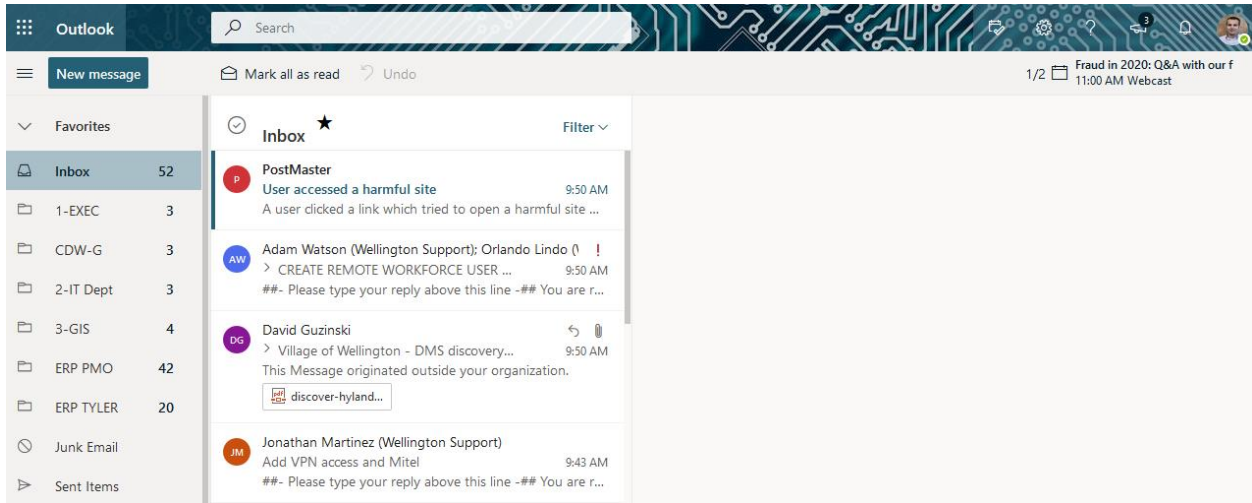 Outlook
Search
3
New message
Mark all as read
Undo
1/2
Fraud in 2020: Q&A with our f
11:00 AM Webcast
Favorites
Inbox 52
1-EXEC 3
CDW-G 3
2-IT Dept 3
3-GIS 4
ERP PMO 42
ERP TYLER 20
Junk Email
Sent Items
Inbox ★
Filter
P
PostMaster
User accessed a harmful site 9:50 AM
A user clicked a link which tried to open a harmful site ...
AW
Adam Watson (Wellington Support); Orlando Lindo (\ !
> CREATE REMOTE WORKFORCE USER ... 9:50 AM
##- Please type your reply above this line -## You are r...
DG
David Guzinski
> Village of Wellington - DMS discovery... 9:50 AM
This Message originated outside your organization.
pdf
discover-hyland...
JM
Jonathan Martinez (Wellington Support)
Add VPN access and Mitel 9:43 AM
##- Please type your reply above this line -## You are r...